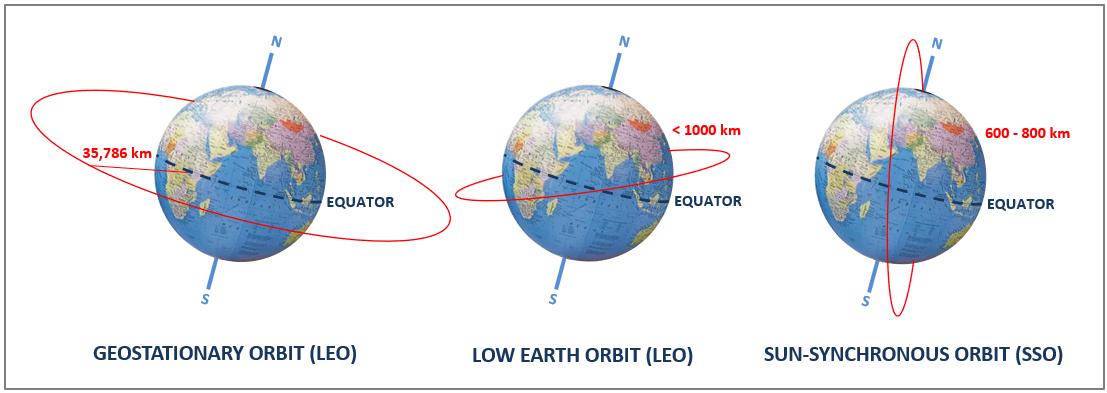 N
35,786 km
EQUATOR
S
GEOSTATIONARY ORBIT (LEO)
N
< 1000 km
EQUATOR
S
LOW EARTH ORBIT (LEO)
N
600 - 800 km
EQUATOR
S
SUN-SYNCHRONOUS ORBIT (SSO)